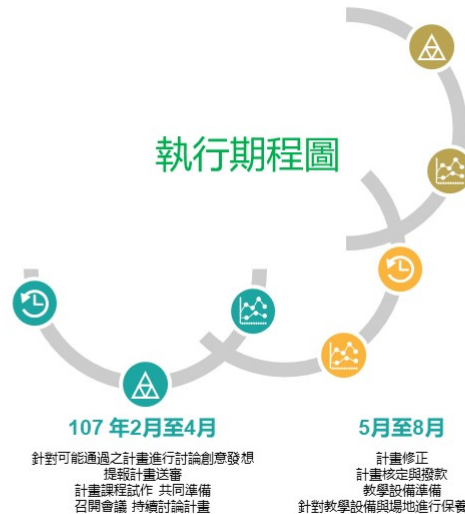 執行期程圖
107 年2月至4月
針對可能通過之計畫進行討論創意發想
提報計畫送審
計畫課程試作 共同準備
召開會議 持續討論計畫
5月至8月
計畫修正
計畫核定與撥款
教學設備準備
針對教學設備與場地進行保養